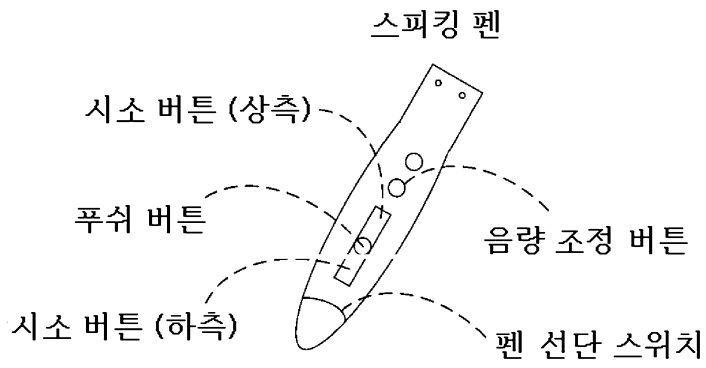 스피킹 펜
시소 버튼 (상측)
푸쉬 버튼
음량 조정 버튼
시소 버튼 (하측)
펜 선단 스위치